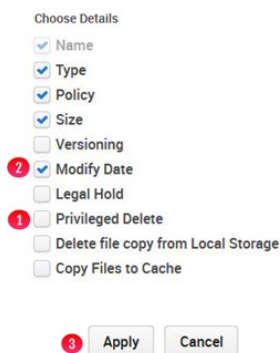 Choose Details
Name
Type
Policy
Size
Versioning
2 Modify Date
Legal Hold
1 Privileged Delete
Delete file copy from Local Storage
Copy Files to Cache
3 Apply Cancel